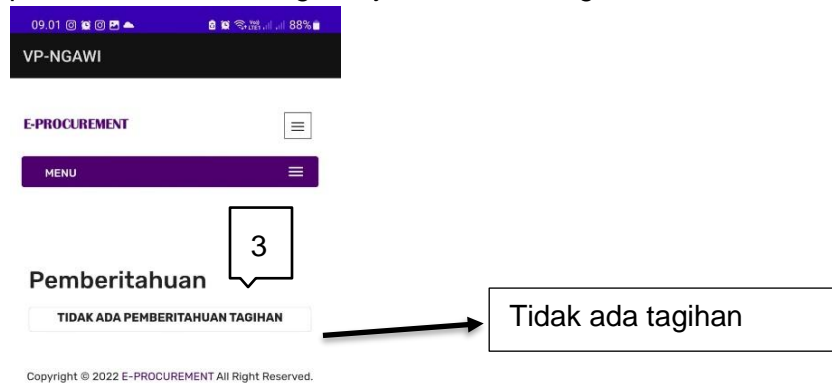 09.01 88%
VP-NGAWI
E-PROCUREMENT
MENU
3
Pemberitahuan
TIDAK ADA PEMBERITAHUAN TAGIHAN
Tidak ada tagihan
Copyright © 2022 E-PROCUREMENT All Right Reserved.